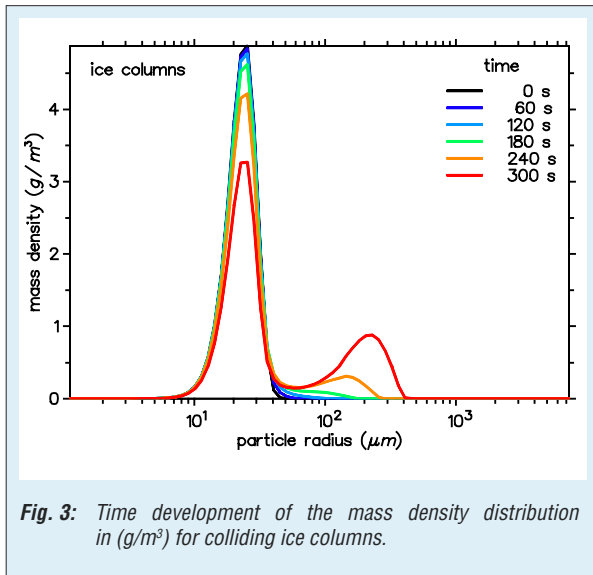 ice columns
time
0 s
60 s
120 s
180 s
240 s
300 s
mass density (g/m³)
4
3
2
1
0
10¹
10²
10³
particle radius (μm)
Fig. 3: Time development of the mass density distribution
in (g/m³) for colliding ice columns.